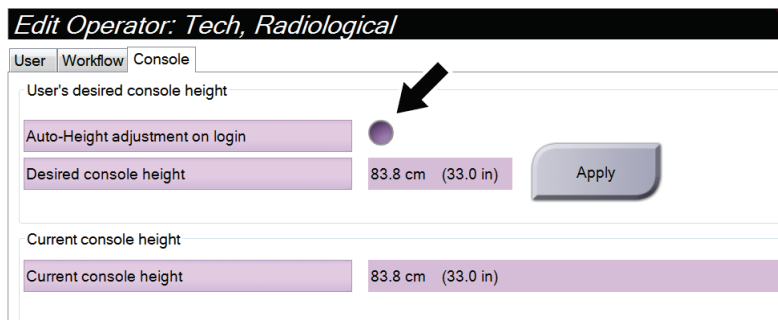 Edit Operator: Tech, Radiological
User Workflow Console
User's desired console height
Auto-Height adjustment on login
Desired console height 83.8 cm (33.0 in) Apply
Current console height
Current console height 83.8 cm (33.0 in)